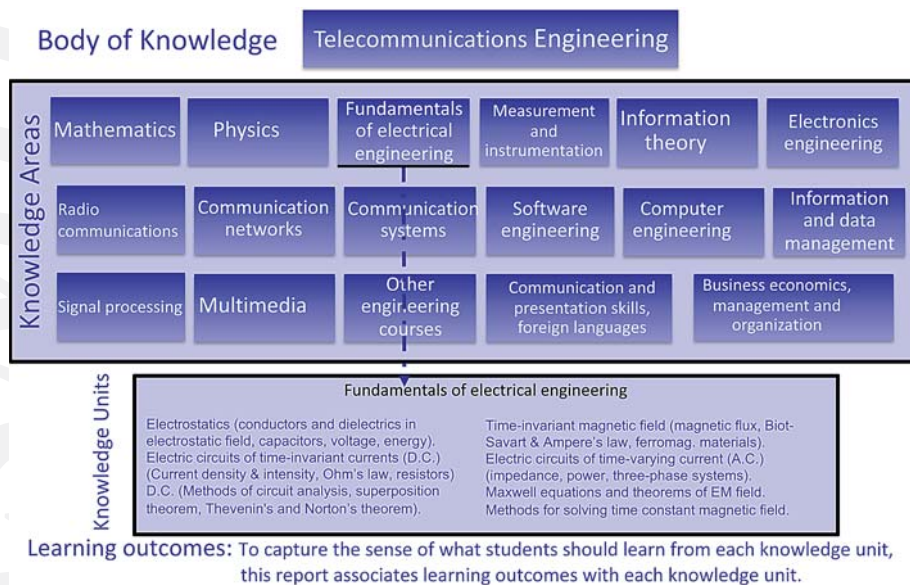 Body of Knowledge
Telecommunications Engineering
Knowledge Areas
Mathematics
Physics
Fundamentals
of electrical
engineering
Measurement
and
instrumentation
Information
theory
Electronics
engineering
Radio
communications
Communication
networks
Communication
systems
Software
engineering
Computer
engineering
Information
and data
management
Signal processing
Multimedia
Other
engineering
courses
Communication and
presentation skills,
foreign languages
Business economics,
management and
organization
Knowledge Units
Fundamentals of electrical engineering
Electrostatics (conductors and dielectrics in
electrostatic field, capacitors, voltage, energy).
Electric circuits of time-invariant currents (D.C.)
(Current density & intensity, Ohm's law, resistors)
D.C. (Methods of circuit analysis, superposition
theorem, Thevenin's and Norton's theorem).
Time-invariant magnetic field (magnetic flux, Biot-
Savart & Ampere's law, ferromag. materials).
Electric circuits of time-varying current (A.C.)
(impedance, power, three-phase systems).
Maxwell equations and theorems of EM field.
Methods for solving time constant magnetic field.
Learning outcomes: To capture the sense of what students should learn from each knowledge unit,
this report associates learning outcomes with each knowledge unit.